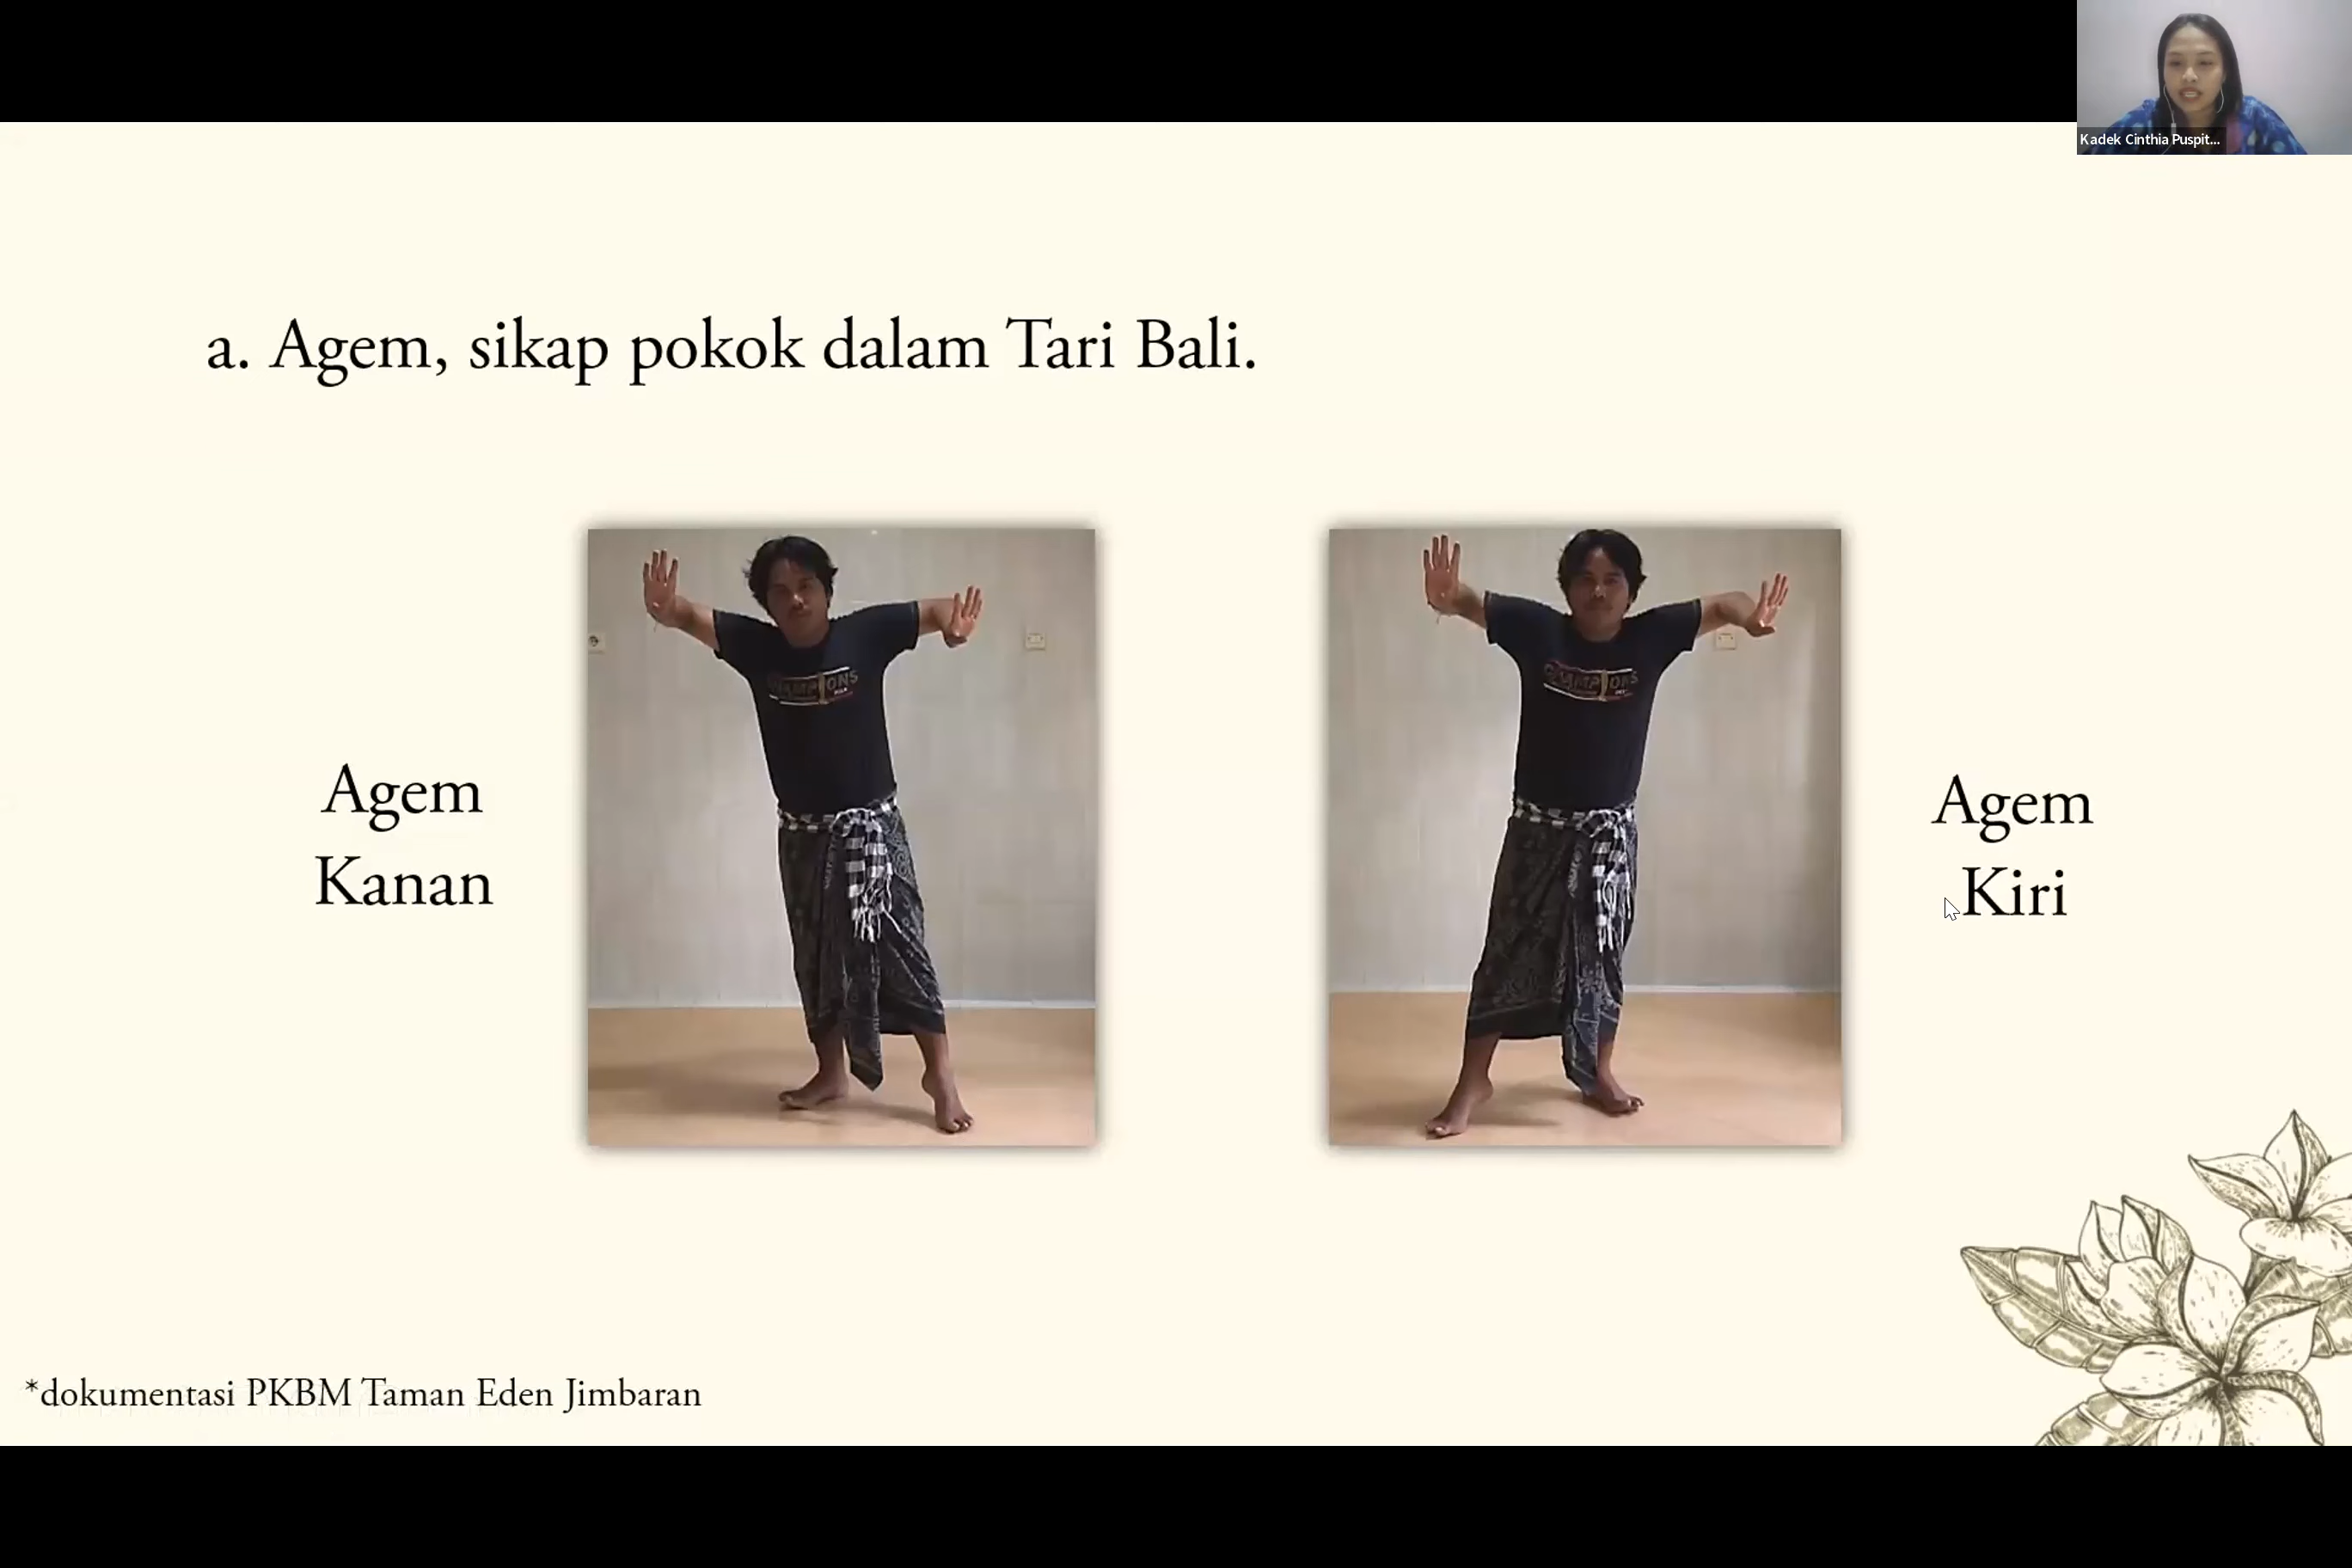 Kadek Cinthia Puspit...
a. Agem, sikap pokok dalam Tari Bali.
Agem
Kanan
Agem
Kiri
*dokumentasi PKBM Taman Eden Jimbaran